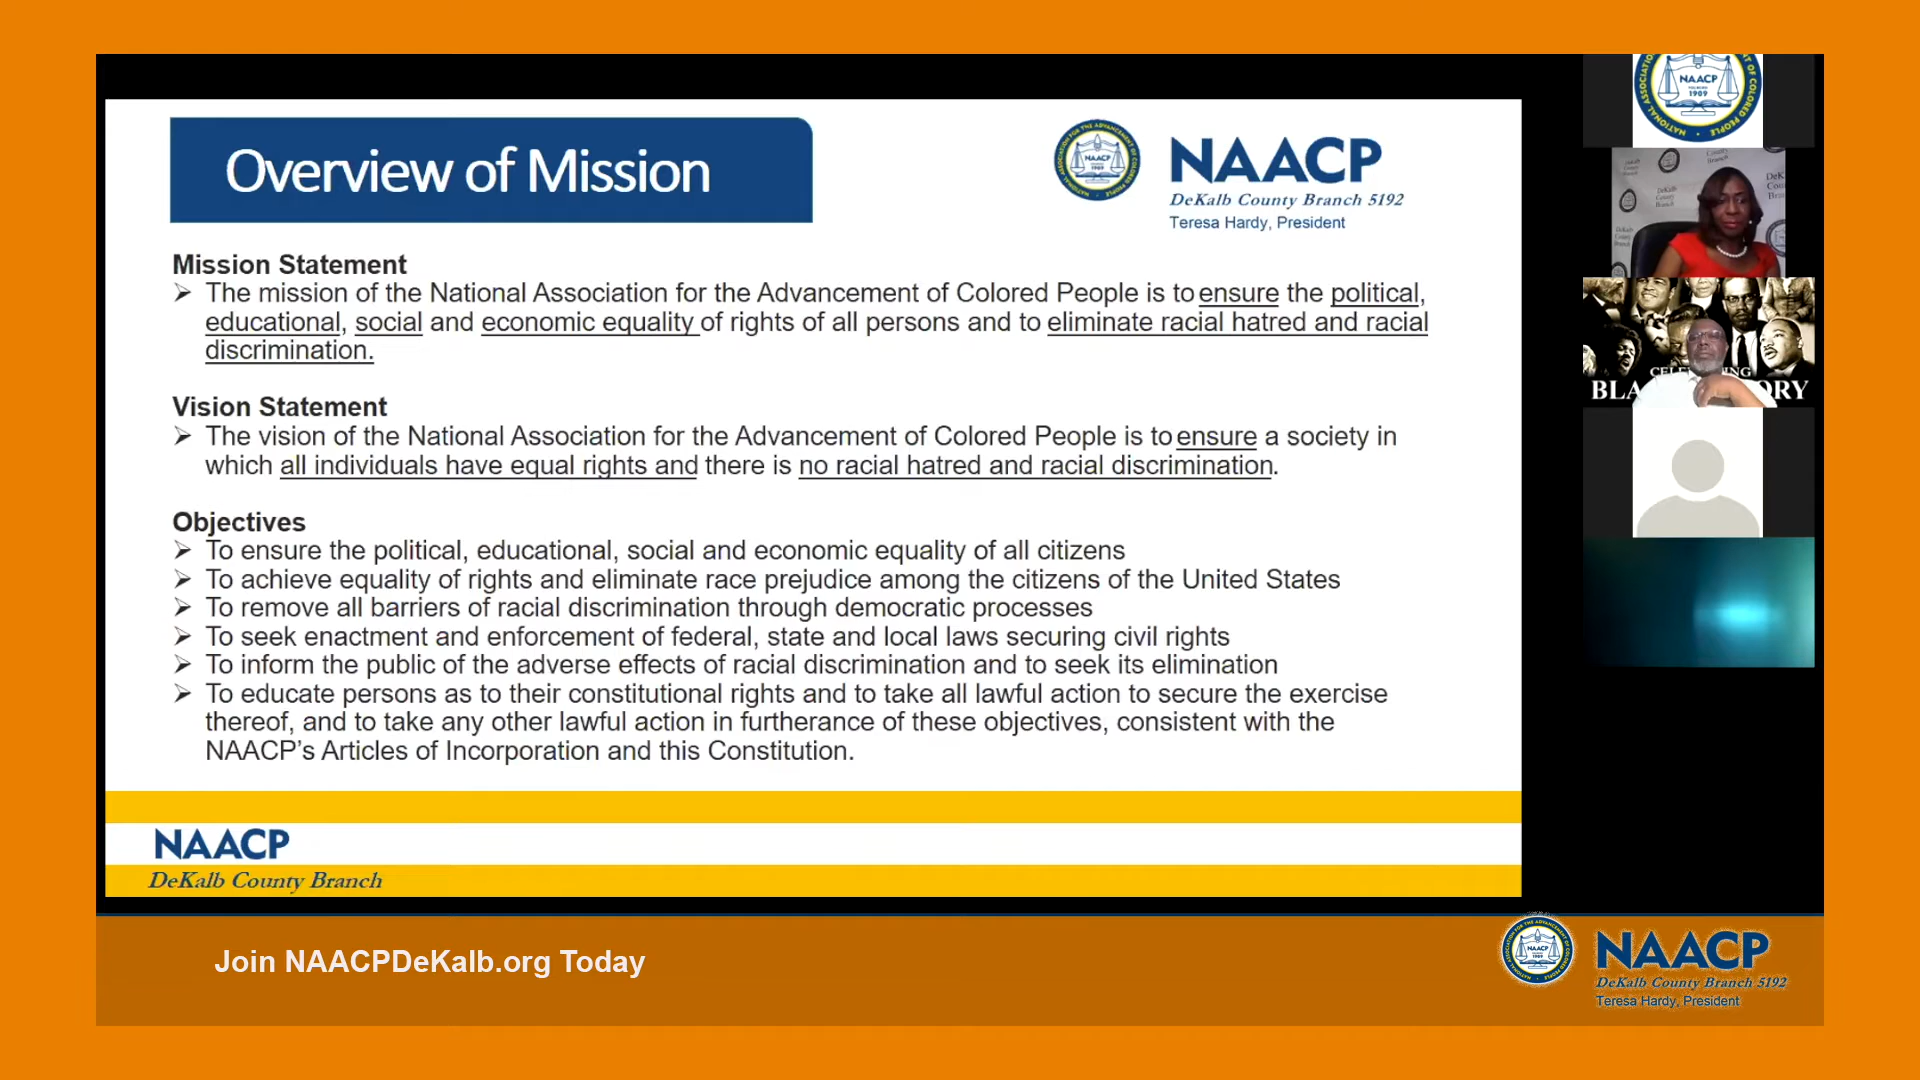 Overview of Mission
NAACP
DeKalb County Branch 5192
Teresa Hardy, President
Mission Statement
➢ The mission of the National Association for the Advancement of Colored People is to ensure the political,
educational, social and economic equality of rights of all persons and to eliminate racial hatred and racial
discrimination.
Vision Statement
➢ The vision of the National Association for the Advancement of Colored People is to ensure a society in
which all individuals have equal rights and there is no racial hatred and racial discrimination.
Objectives
➢ To ensure the political, educational, social and economic equality of all citizens
➢ To achieve equality of rights and eliminate race prejudice among the citizens of the United States
➢ To remove all barriers of racial discrimination through democratic processes
➢ To seek enactment and enforcement of federal, state and local laws securing civil rights
➢ To inform the public of the adverse effects of racial discrimination and to seek its elimination
➢ To educate persons as to their constitutional rights and to take all lawful action to secure the exercise
thereof, and to take any other lawful action in furtherance of these objectives, consistent with the
NAACP’s Articles of Incorporation and this Constitution.
NAACP
DeKalb County Branch
NAACP
1909
Join NAACPDeKalb.org Today
NAACP
DeKalb County Branch 5192
Teresa Hardy, President